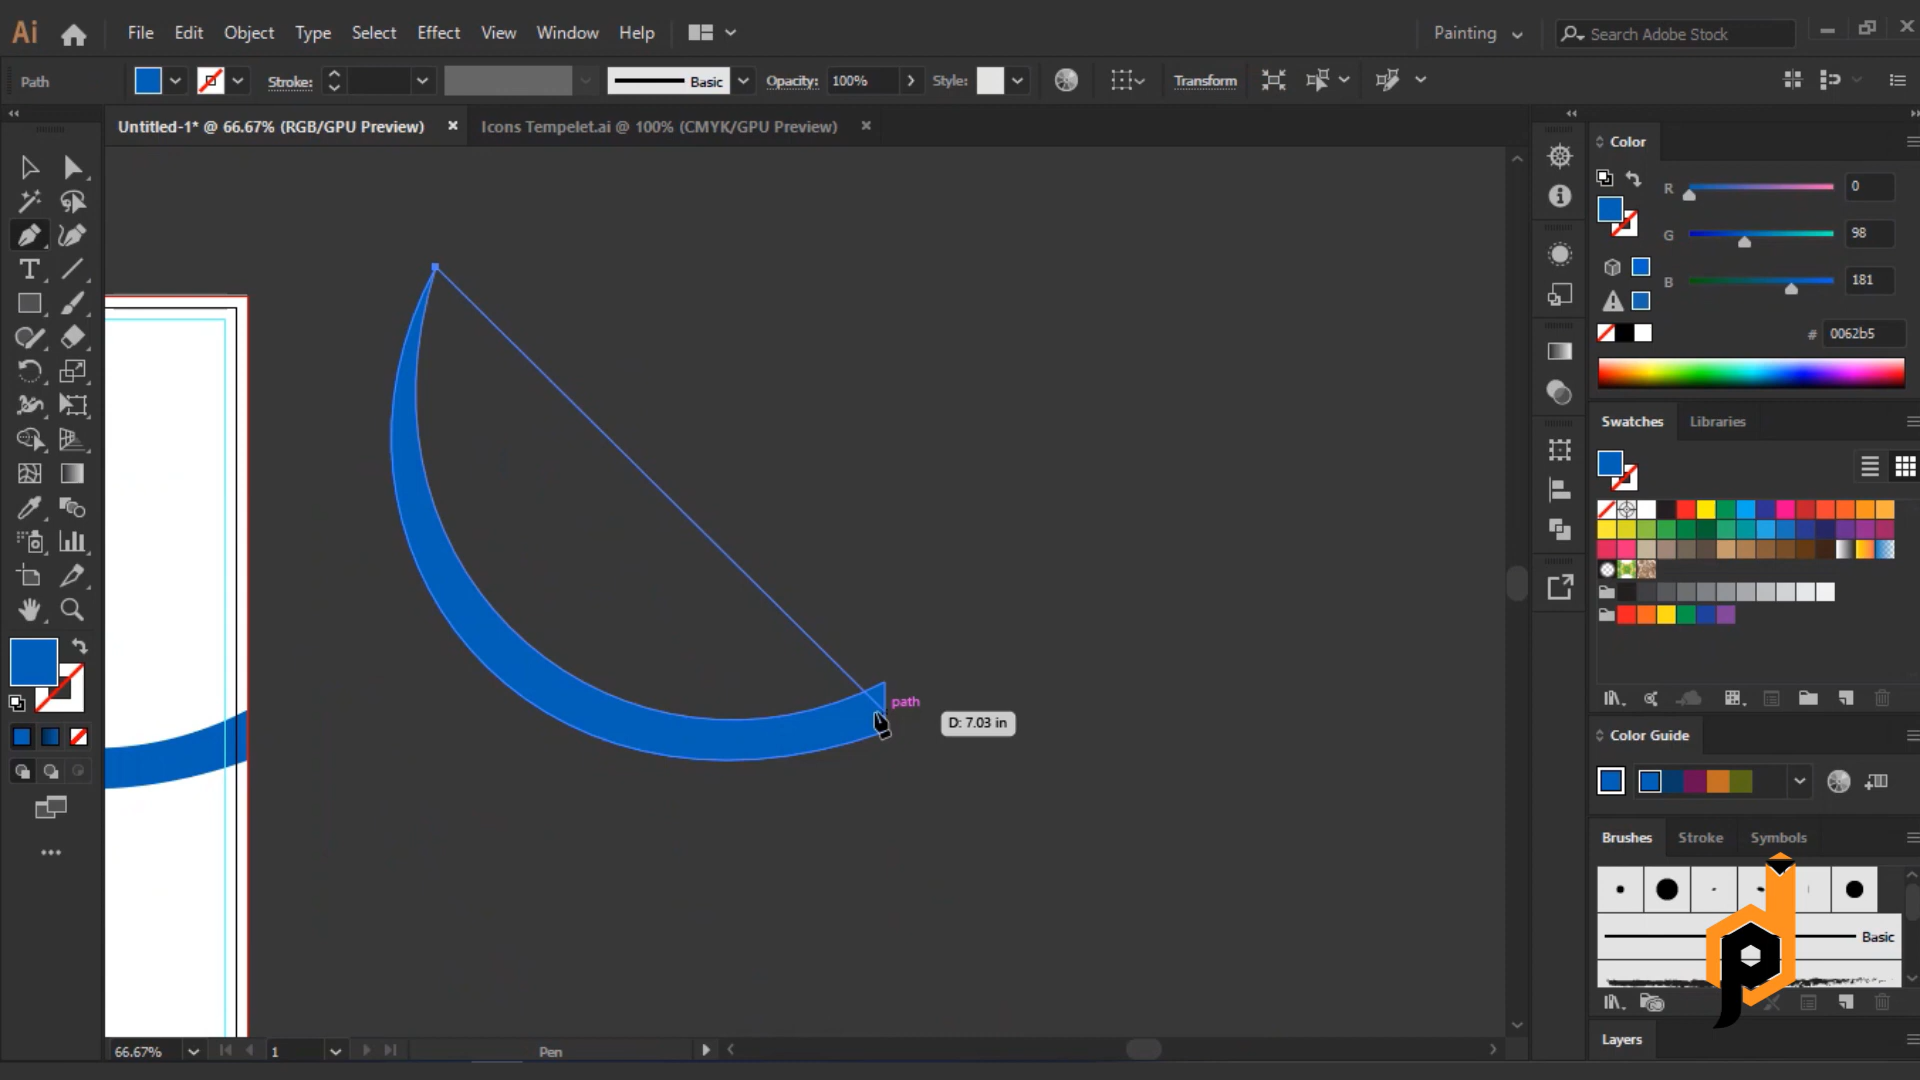 Ai File Edit Object Type Select Effect View Window Help Painting Search Adobe Stock
Path Stroke: Basic Opacity: 100% Style: Transform
Untitled-1* @ 66.67% (RGB/GPU Preview) Icons Tempelet.ai @ 100% (CMYK/GPU Preview)
Color
R 0
G 98
B 181
# 0062b5
Swatches Libraries
path
D: 7.03 in
Color Guide
Brushes Stroke Symbols
Basic
66.67% 1 Pen
Layers